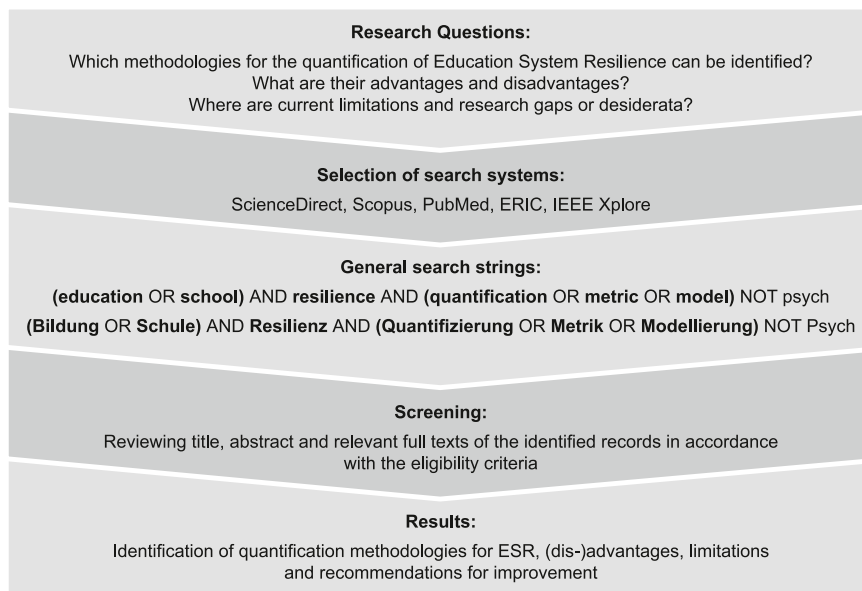 Research Questions:
Which methodologies for the quantification of Education System Resilience can be identified?
What are their advantages and disadvantages?
Where are current limitations and research gaps or desiderata?
Selection of search systems:
ScienceDirect, Scopus, PubMed, ERIC, IEEE Xplore
General search strings:
(education OR school) AND resilience AND (quantification OR metric OR model) NOT psych
(Bildung OR Schule) AND Resilienz AND (Quantifizierung OR Metrik OR Modellierung) NOT Psych
Screening:
Reviewing title, abstract and relevant full texts of the identified records in accordance
with the eligibility criteria
Results:
Identification of quantification methodologies for ESR, (dis-)advantages, limitations
and recommendations for improvement